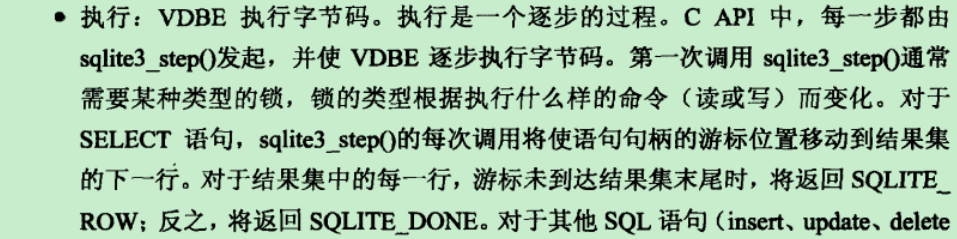 • 执行：VDBE 执行字节码。执行是一个逐步的过程。C API 中，每一步都由
sqlite3_step()发起，并使 VDBE 逐步执行字节码。第一次调用 sqlite3_step()通常
需要某种类型的锁，锁的类型根据执行什么样的命令（读或写）而变化。对于
SELECT 语句，sqlite3_step()的每次调用将使语句句柄的游标位置移动到结果集
的下一行。对于结果集中的每一行，游标未到达结果集末尾时，将返回 SQLITE_
ROW；反之，将返回 SQLITE_DONE。对于其他 SQL 语句（insert、update、delete